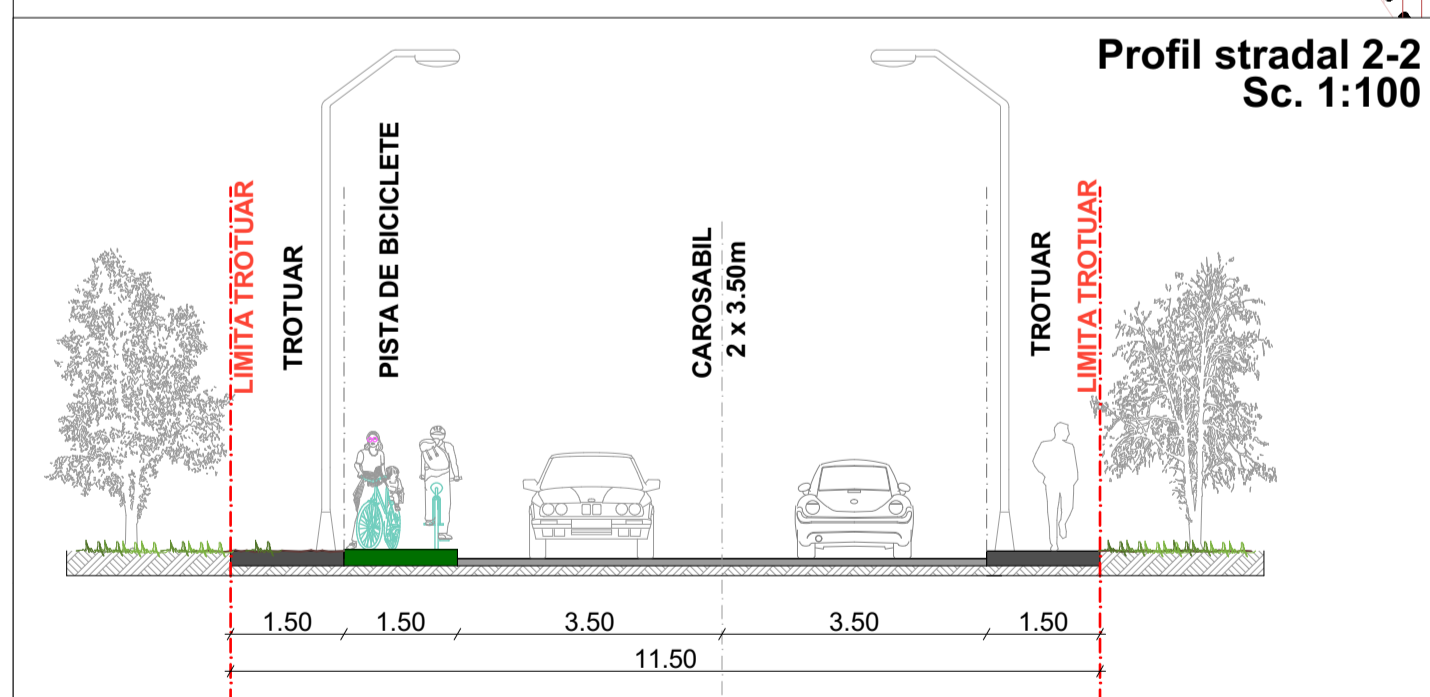 Profil stradal 2-2
Sc. 1:100
LIMITA TROTUAR
TROTUAR
PISTA DE BICICLETE
CAROSABIL
2 x 3.50m
TROTUAR
LIMITA TROTUAR
1.50
1.50
3.50
3.50
1.50
11.50